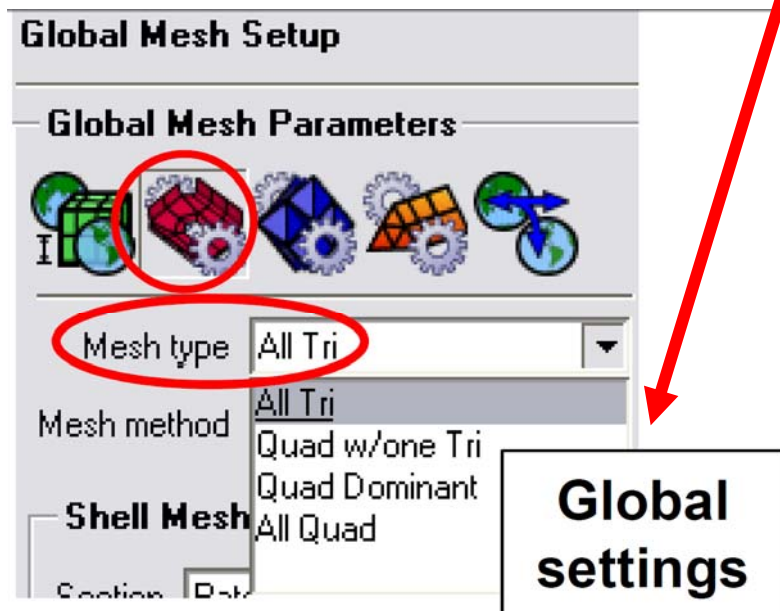 Global Mesh Setup
Global Mesh Parameters
Mesh type All Tri
All Tri
Mesh method
Quad w/one Tri
Quad Dominant
Shell Mesh
All Quad
Global
settings